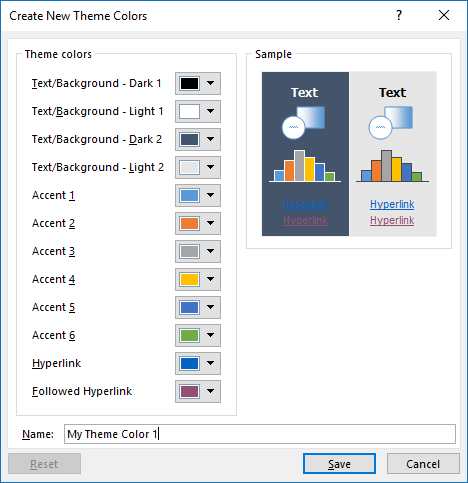 Create New Theme Colors
?
Theme colors
Text/Background - Dark 1
Text/Background - Light 1
Text/Background - Dark 2
Text/Background - Light 2
Accent 1
Accent 2
Accent 3
Accent 4
Accent 5
Accent 6
Hyperlink
Followed Hyperlink
Sample
Text Text
Hyperlink Hyperlink
Hyperlink Hyperlink
Name: My Theme Color 1
Reset Save Cancel